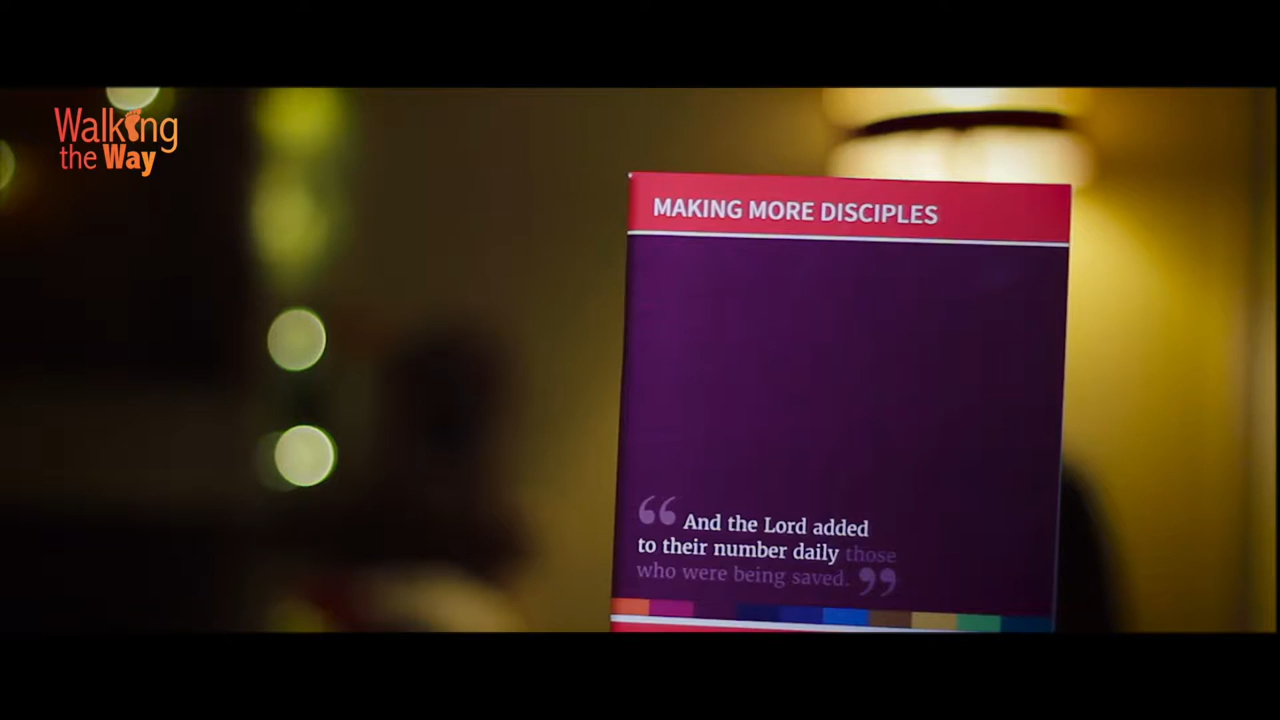 Walking
the Way
MAKING MORE DISCIPLES
“ And the Lord added
to their number daily those
who were being saved. ”